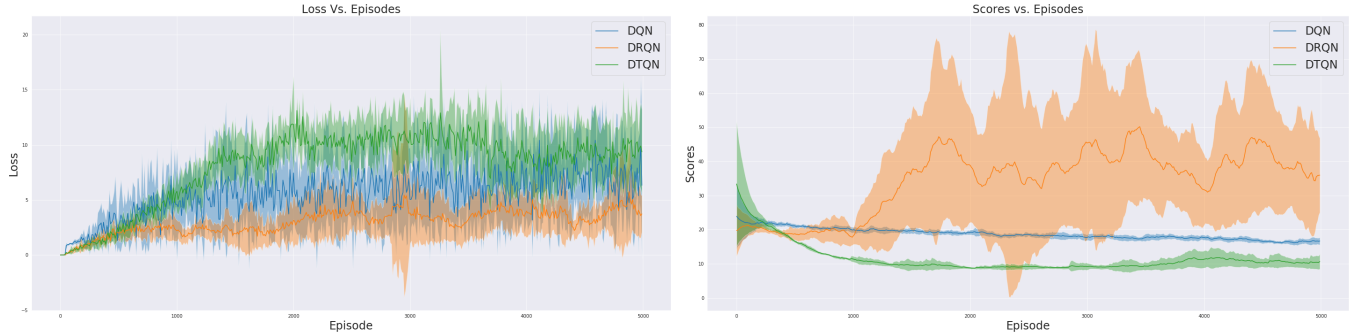 Loss Vs. Episodes
20
15
10
5
0
-5
Loss
0
1000
2000
3000
4000
5000
Episode
DQN
DRQN
DTQN
Scores vs. Episodes
80
70
60
50
40
30
20
10
0
Scores
0
1000
2000
3000
4000
5000
Episode
DQN
DRQN
DTQN